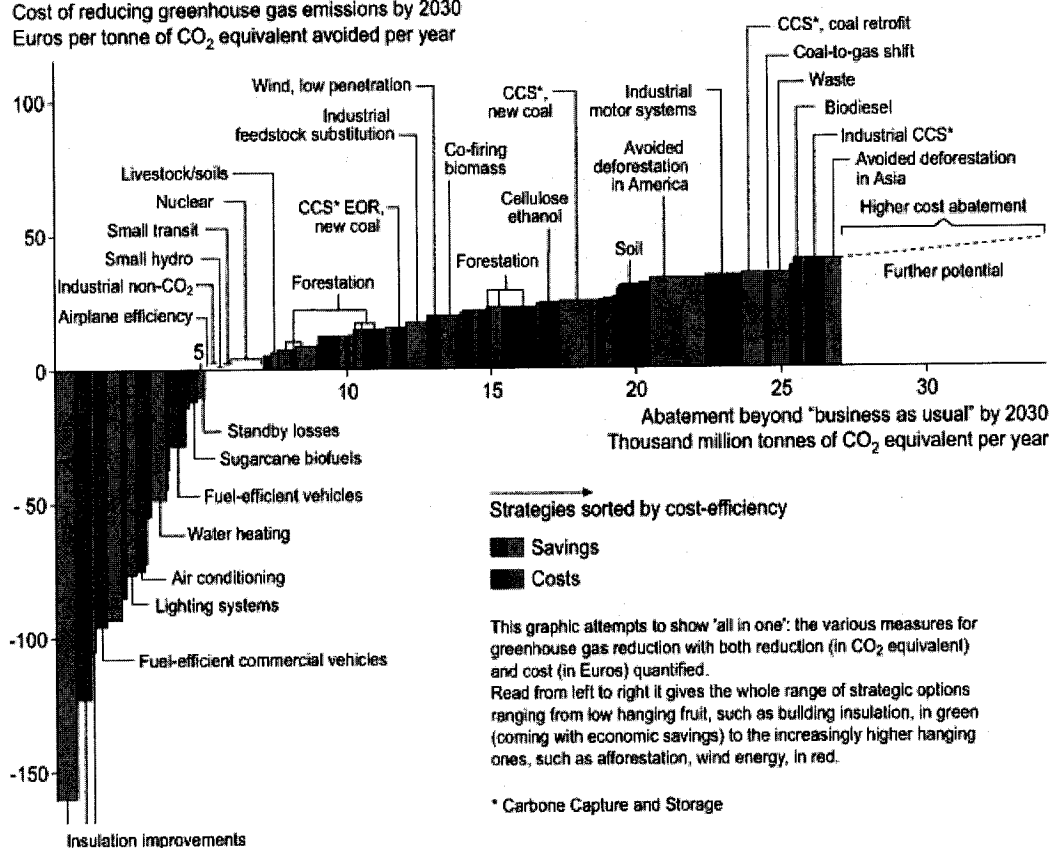 Cost of reducing greenhouse gas emissions by 2030
Euros per tonne of CO2 equivalent avoided per year
100
50
0
- 50
-100
-150
5
10
15
20
25
30
Wind, low penetration
Industrial
feedstock substitution
Livestock/soils
Nuclear
Small transit
Small hydro
Industrial non-CO2
Airplane efficiency
CCS* EOR,
new coal
Forestation
Co-firing
biomass
CCS*,
new coal
Cellulose
ethanol
Forestation
Industrial
motor systems
Avoided
deforestation
in America
Soil
CCS*, coal retrofit
Coal-to-gas shift
Waste
Biodiesel
Industrial CCS*
Avoided deforestation
in Asia
Higher cost abatement
Further potential
Abatement beyond "business as usual" by 2030
Thousand million tonnes of CO2 equivalent per year
Standby losses
Sugarcane biofuels
Fuel-efficient vehicles
Water heating
Air conditioning
Lighting systems
Fuel-efficient commercial vehicles
Insulation improvements
Strategies sorted by cost-efficiency
Savings
Costs
This graphic attempts to show 'all in one': the various measures for
greenhouse gas reduction with both reduction (in CO2 equivalent)
and cost (in Euros) quantified.
Read from left to right it gives the whole range of strategic options
ranging from low hanging fruit, such as building insulation, in green
(coming with economic savings) to the increasingly higher hanging
ones, such as afforestation, wind energy, in red.
* Carbone Capture and Storage